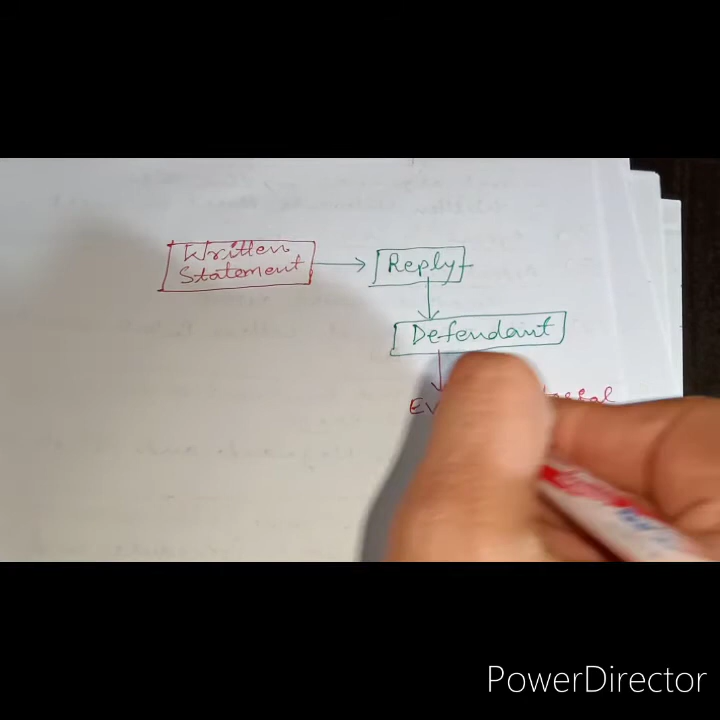 Written
Statement
Reply
Defendant
PowerDirector